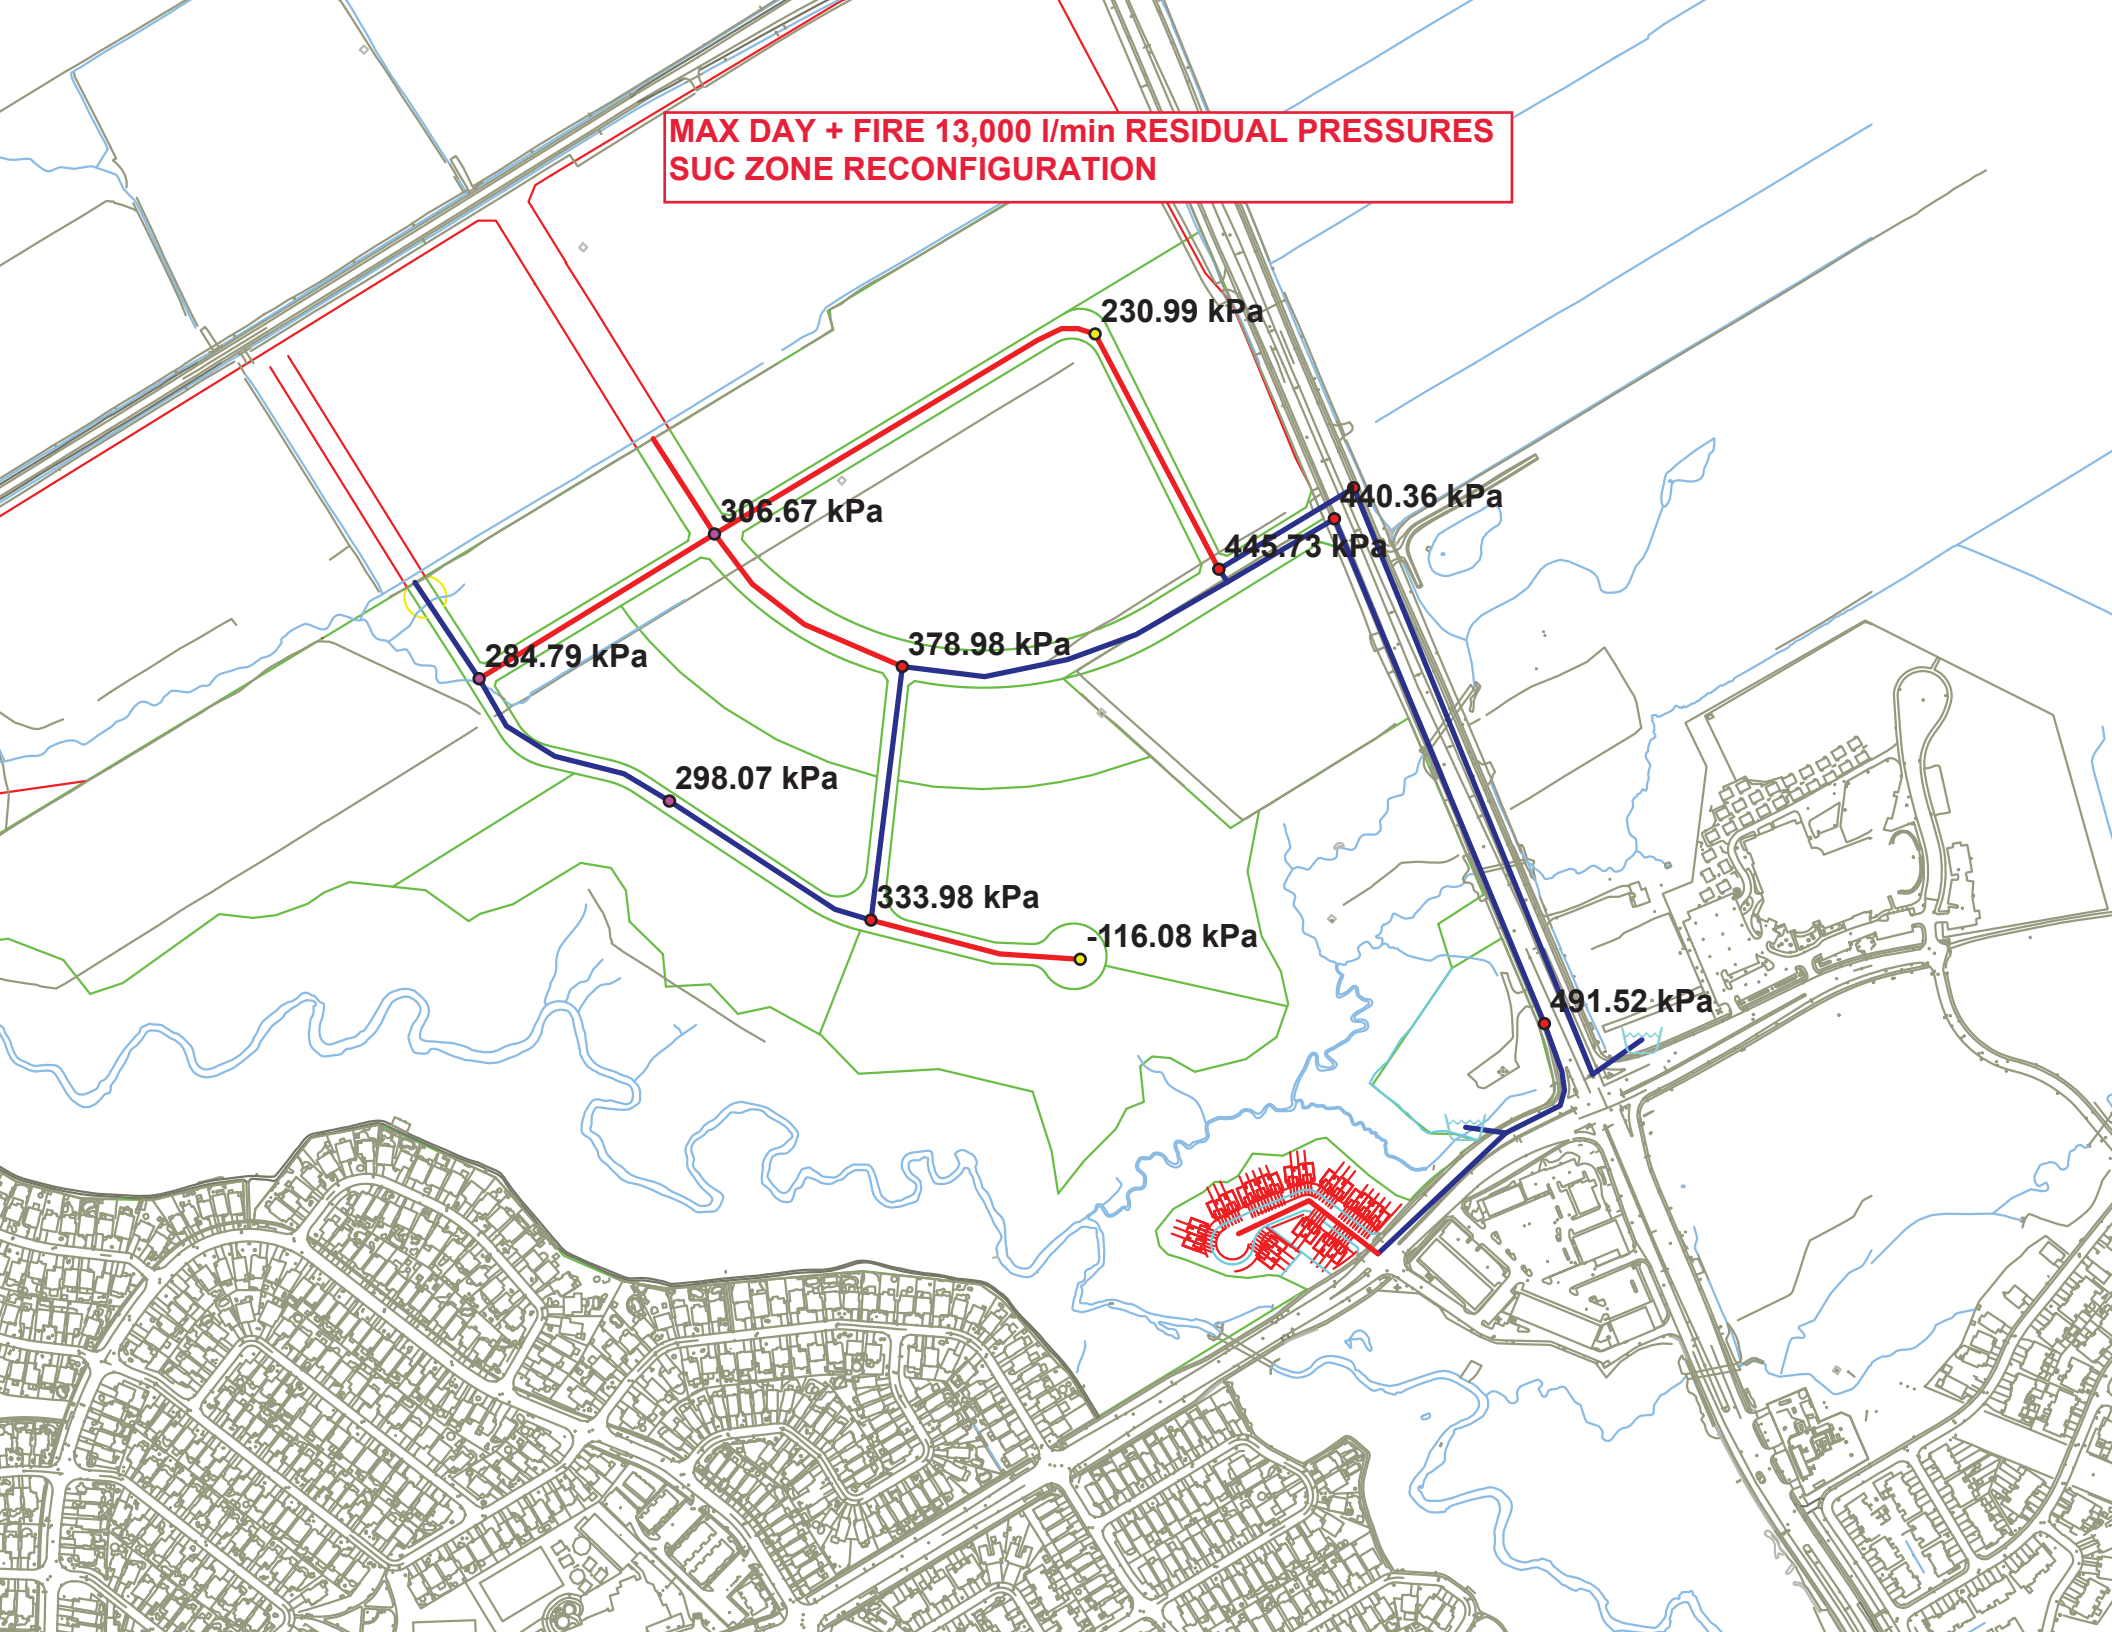 MAX DAY + FIRE 13,000 l/min RESIDUAL PRESSURES
SUC ZONE RECONFIGURATION
230.99 kPa
440.36 kPa
306.67 kPa
445.73 kPa
378.98 kPa
284.79 kPa
298.07 kPa
333.98 kPa
-116.08 kPa
491.52 kPa